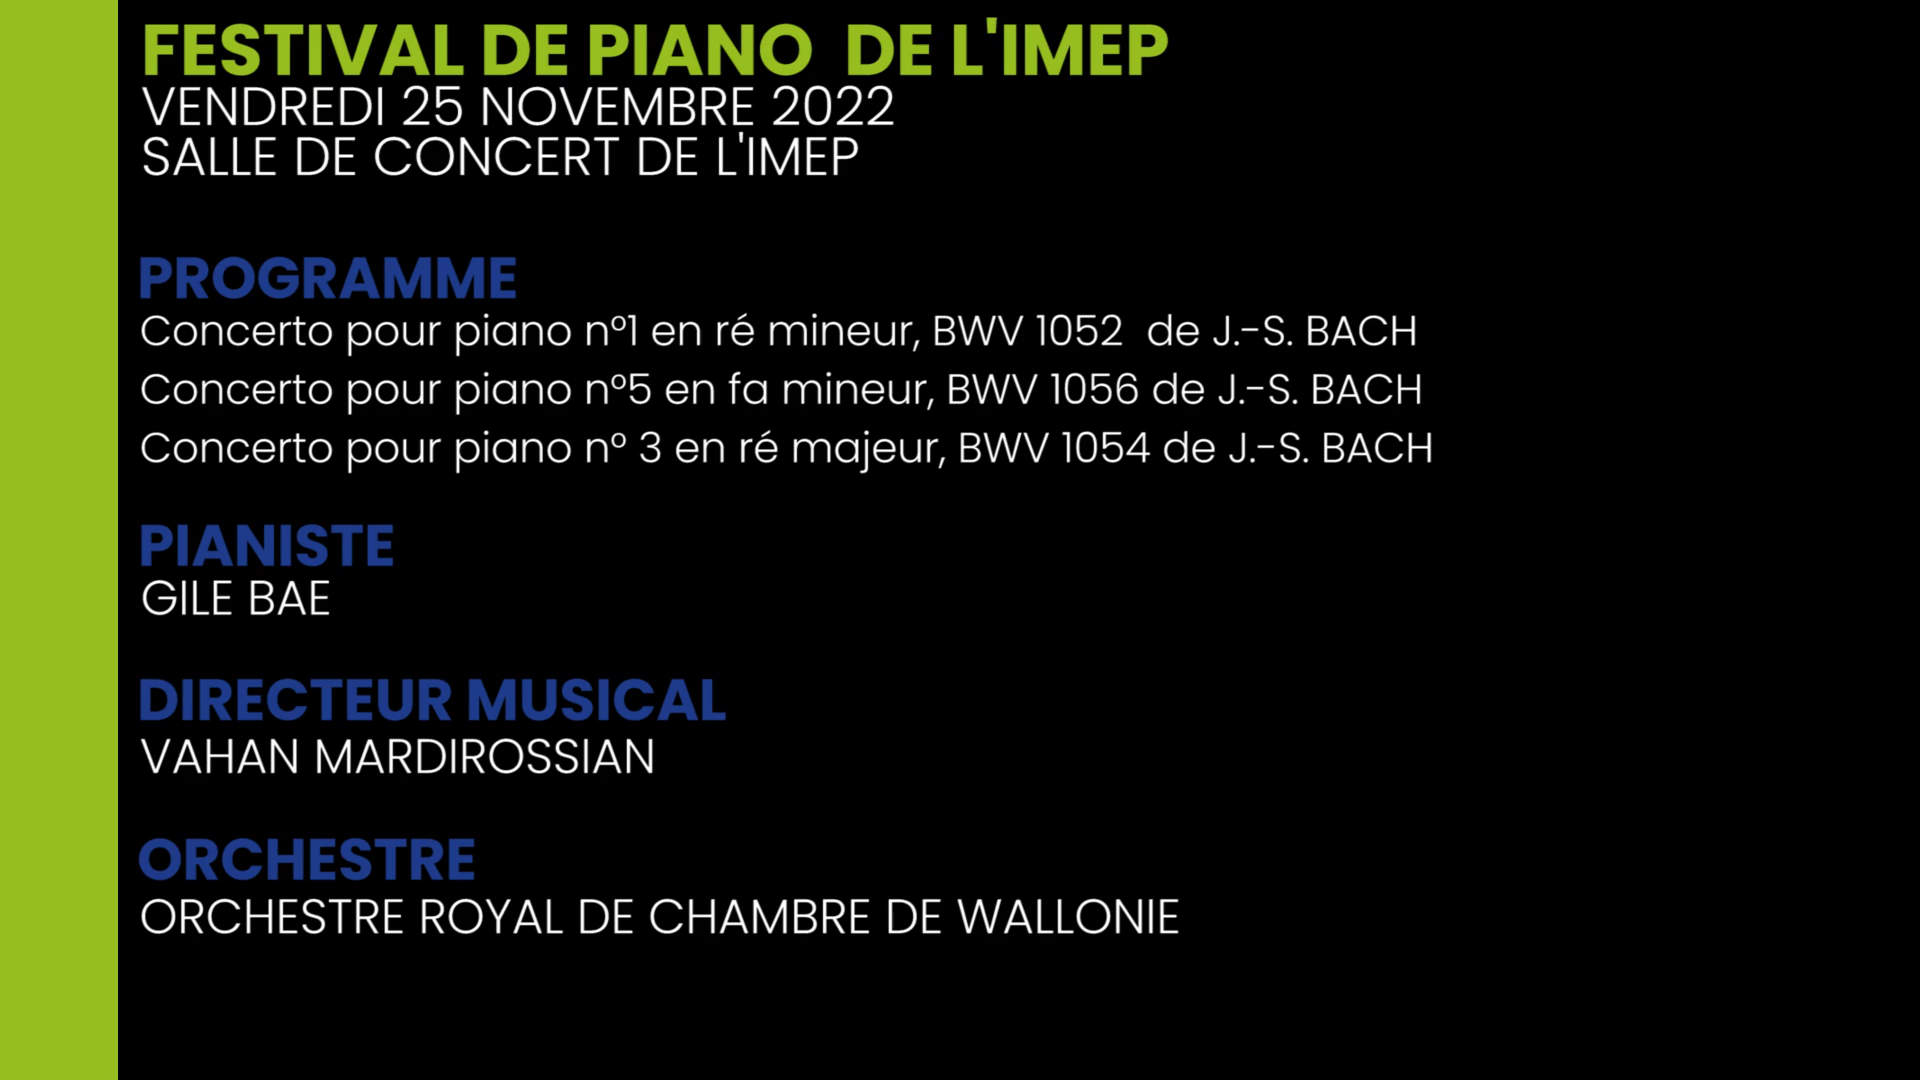 FESTIVAL DE PIANO DE L'IMEP
VENDREDI 25 NOVEMBRE 2022
SALLE DE CONCERT DE L'IMEP
PROGRAMME
Concerto pour piano n°1 en ré mineur, BWV 1052 de J.-S. BACH
Concerto pour piano n°5 en fa mineur, BWV 1056 de J.-S. BACH
Concerto pour piano n° 3 en ré majeur, BWV 1054 de J.-S. BACH
PIANISTE
GILE BAE
DIRECTEUR MUSICAL
VAHAN MARDIROSSIAN
ORCHESTRE
ORCHESTRE ROYAL DE CHAMBRE DE WALLONIE